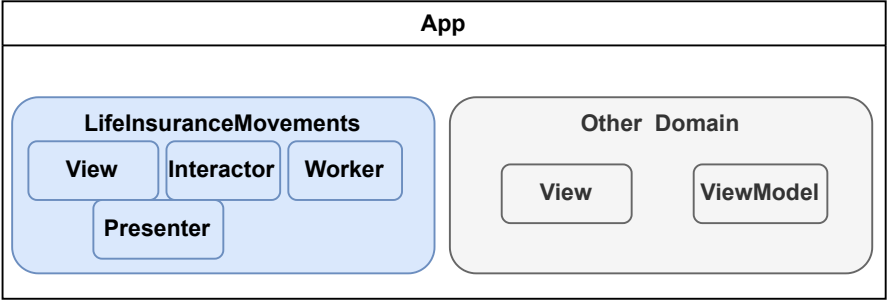 App
LifeInsuranceMovements
View
Interactor
Worker
Presenter
Other Domain
View
ViewModel